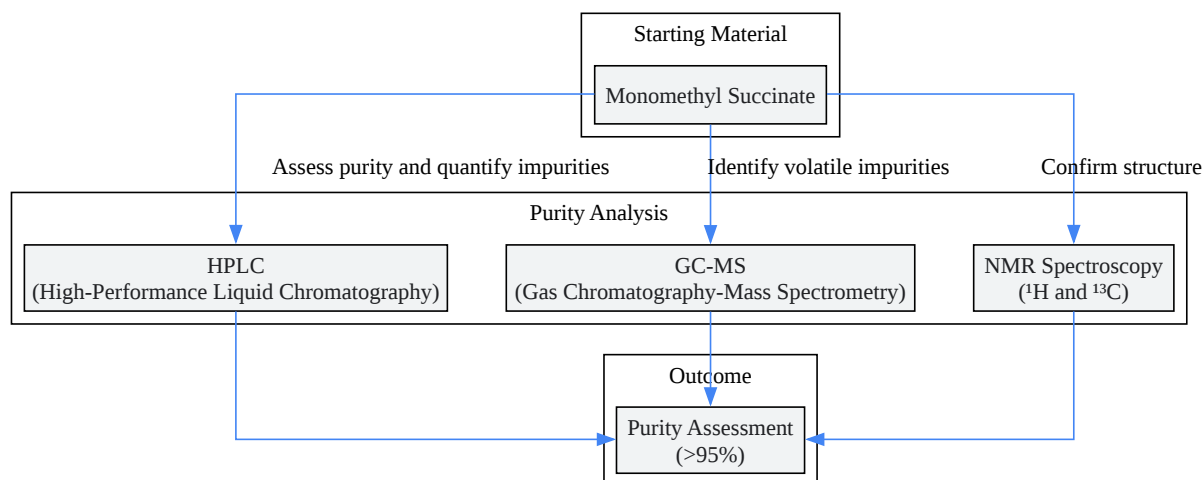 Starting Material
Monomethyl Succinate
Assess purity and quantify impurities
Identify volatile impurities
Confirm structure
Purity Analysis
HPLC
(High-Performance Liquid Chromatography)
GC-MS
(Gas Chromatography-Mass Spectrometry)
NMR Spectroscopy
(¹H and ¹³C)
Outcome
Purity Assessment
(>95%)